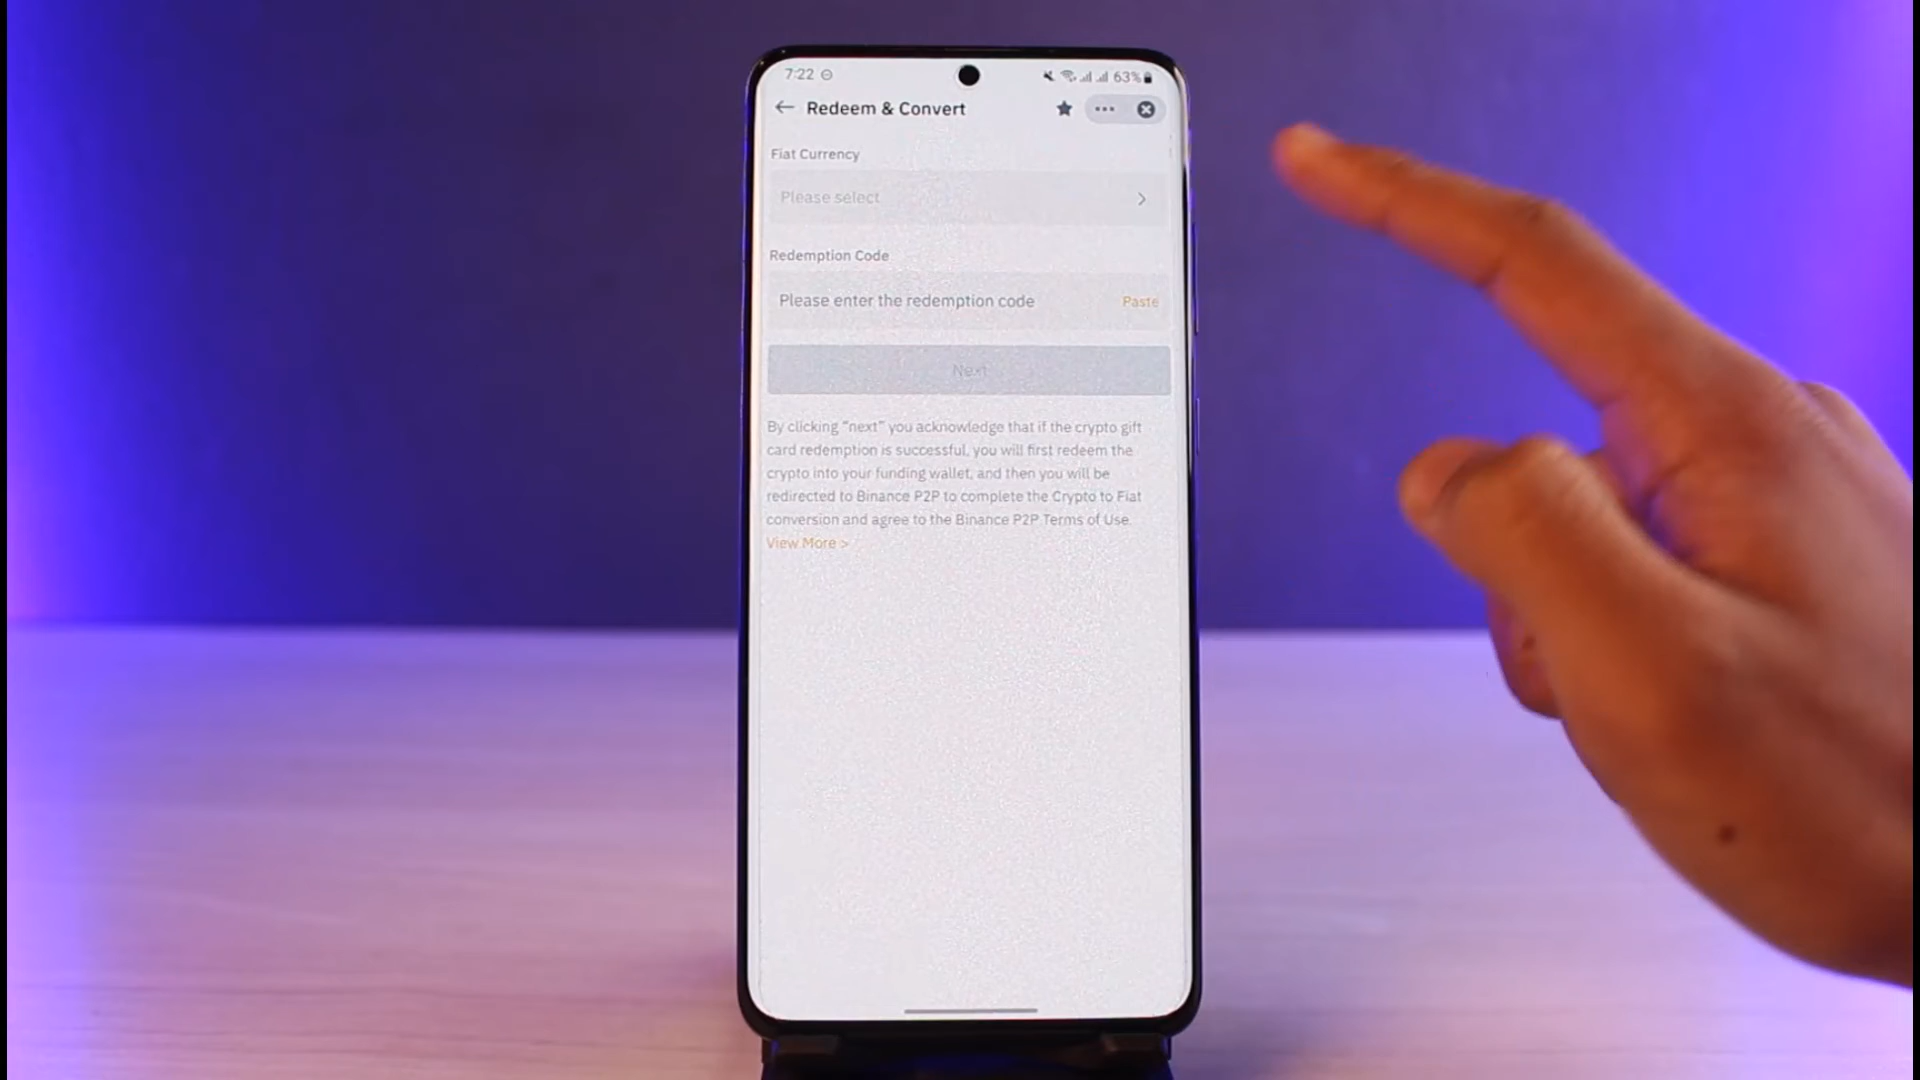 7:22
63%
Redeem & Convert
Fiat Currency
Please select
Redemption Code
Please enter the redemption code
Paste
Next
By clicking "next" you acknowledge that if the crypto gift
card redemption is successful, you will first redeem the
crypto into your funding wallet, and then you will be
redirected to Binance P2P to complete the Crypto to Fiat
conversion and agree to the Binance P2P Terms of Use.
View More >